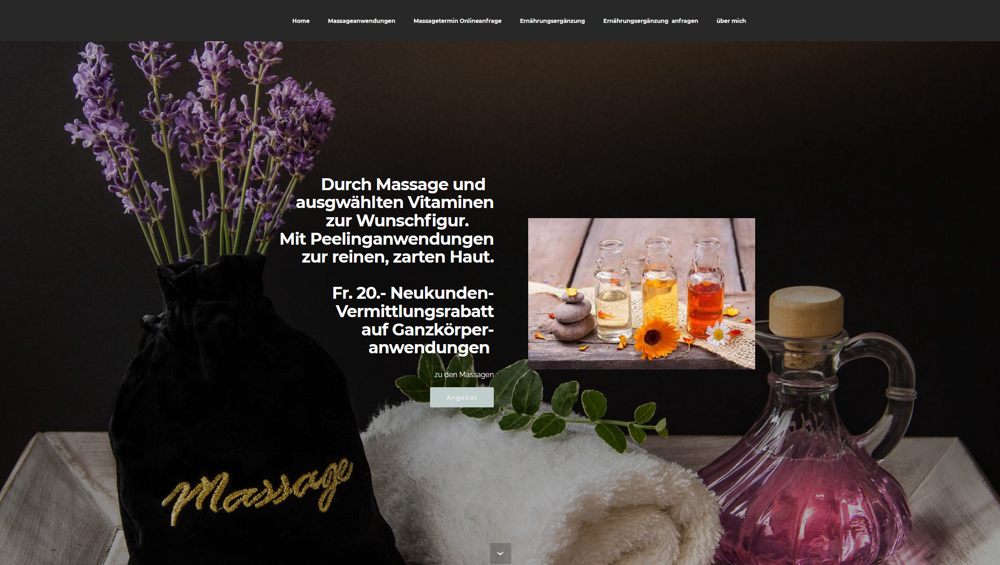 Home Massageanwendungen Massagetermin Onlineanfrage Ernährungsergänzung Ernährungsergänzung anfragen über mich
Durch Massage und
ausgwählten Vitaminen
zur Wunschfigur.
Mit Peelinganwendungen
zur reinen, zarten Haut.
Fr. 20.- Neukunden-
Vermittlungsrabatt
auf Ganzkörper-
anwendungen
zu den Massagen
Angebot
Massage